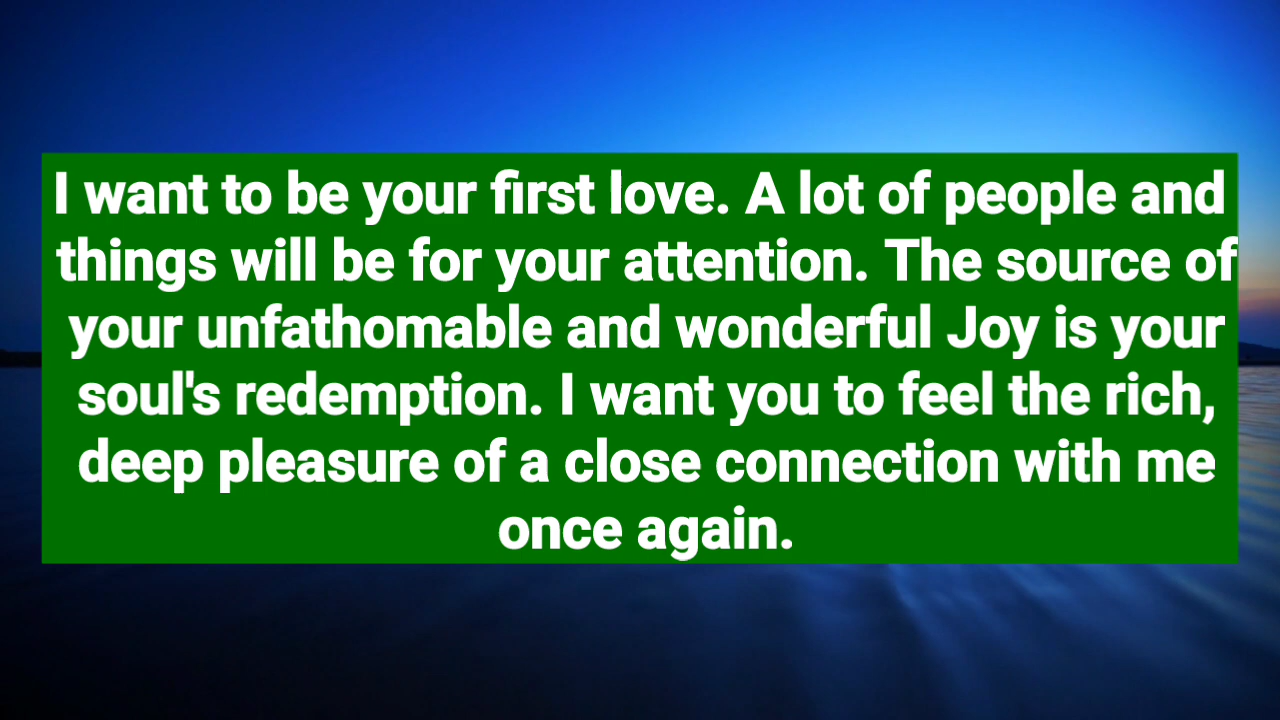 I want to be your first love. A lot of people and
things will be for your attention. The source of
your unfathomable and wonderful Joy is your
soul's redemption. I want you to feel the rich,
deep pleasure of a close connection with me
once again.